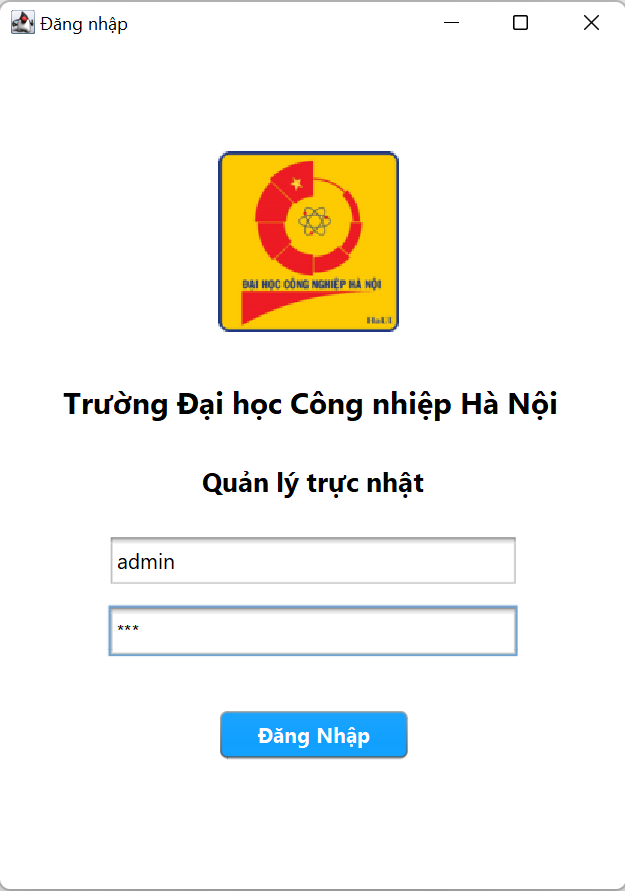 Đăng nhập
ĐẠI HỌC CÔNG NGHIỆP HÀ NỘI
HaUI
Trường Đại học Công nhiệp Hà Nội
Quản lý trực nhật
admin
***
Đăng Nhập